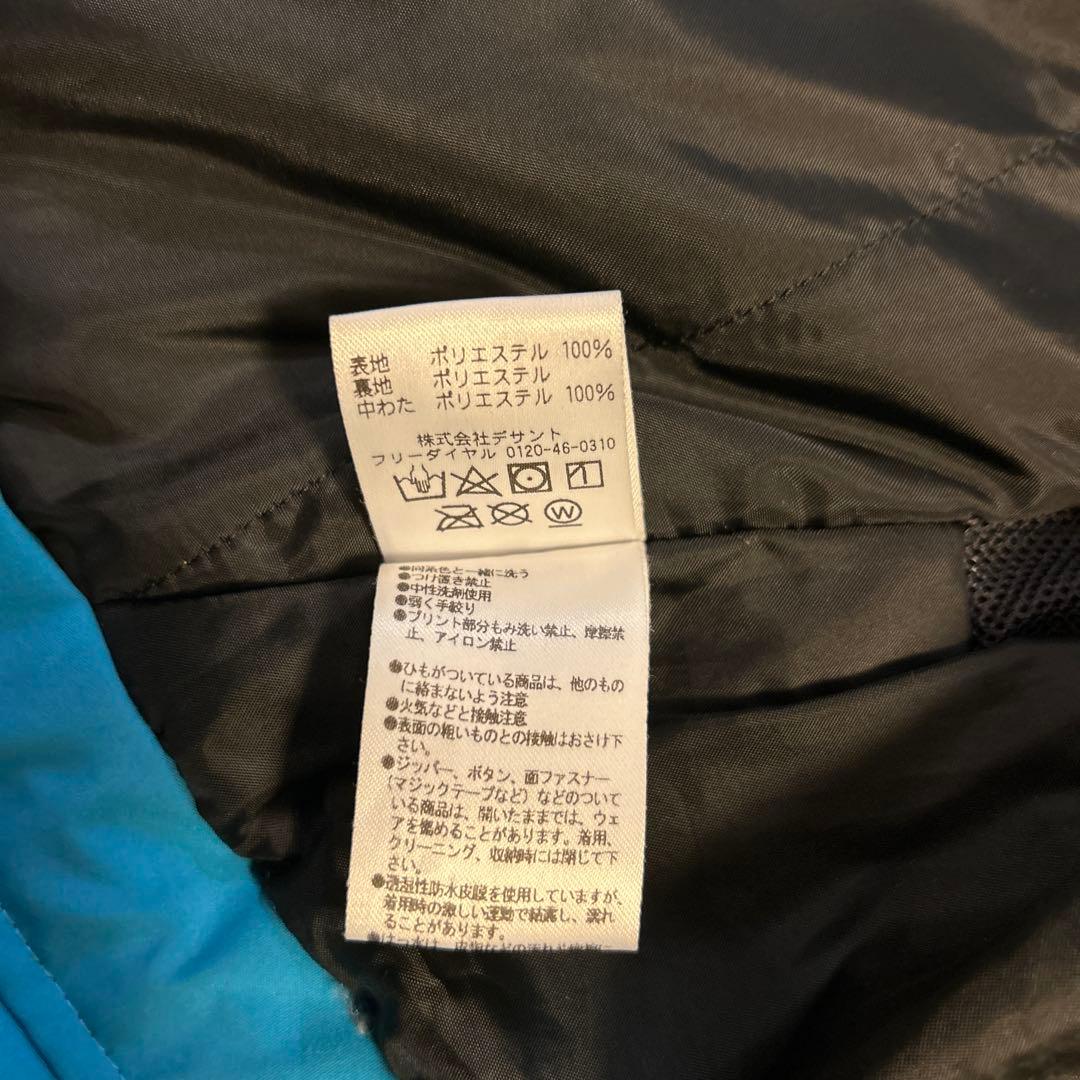 表地 ポリエステル 100%
裏地 ポリエステル
中わた ポリエステル 100%
株式会社デサント
フリーダイヤル 0120-46-0310
W
●同系色と一緒に洗う
●つけ置き禁止
●中性洗剤使用
●弱く手絞り
●プリント部分もみ洗い禁止、摩擦禁
止、アイロン禁止
●ひもがついている商品は、他のもの
に絡まないよう注意
●火気などと接触注意
●表面の粗いものとの接触はおさけ下
さい。
●ジッパー、ボタン、面ファスナー
(マジックテープなど)などのついて
いる商品は、開いたままでは、ウェ
アを傷めることがあります。着用、
クリーニング、収納時には閉じて下
さい。
●透湿性防水皮膜を使用していますが、
着用時の激しい運動で結露し、濡れ
ることがあります。